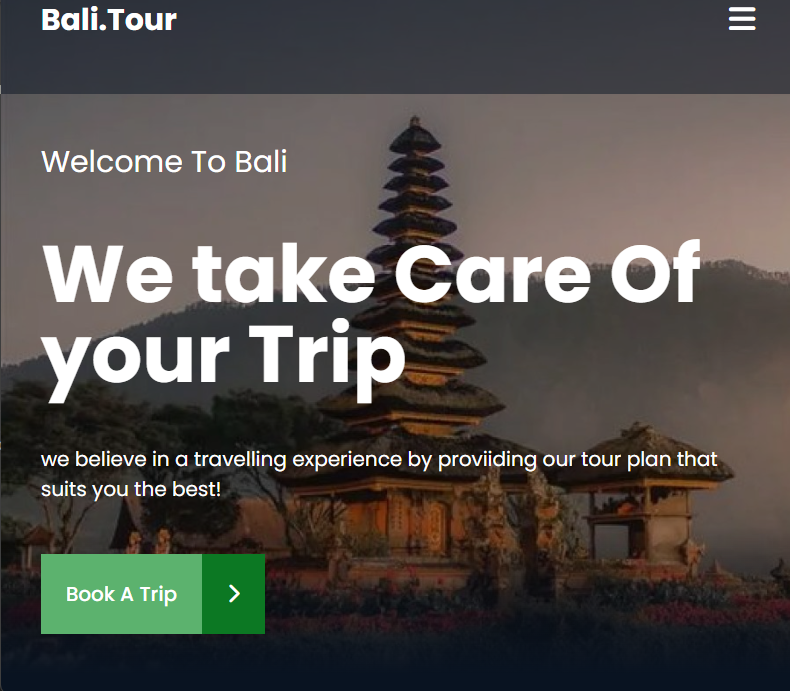 Bali.Tour
Welcome To Bali
We take Care Of
your Trip
we believe in a travelling experience by proviiding our tour plan that
suits you the best!
Book A Trip